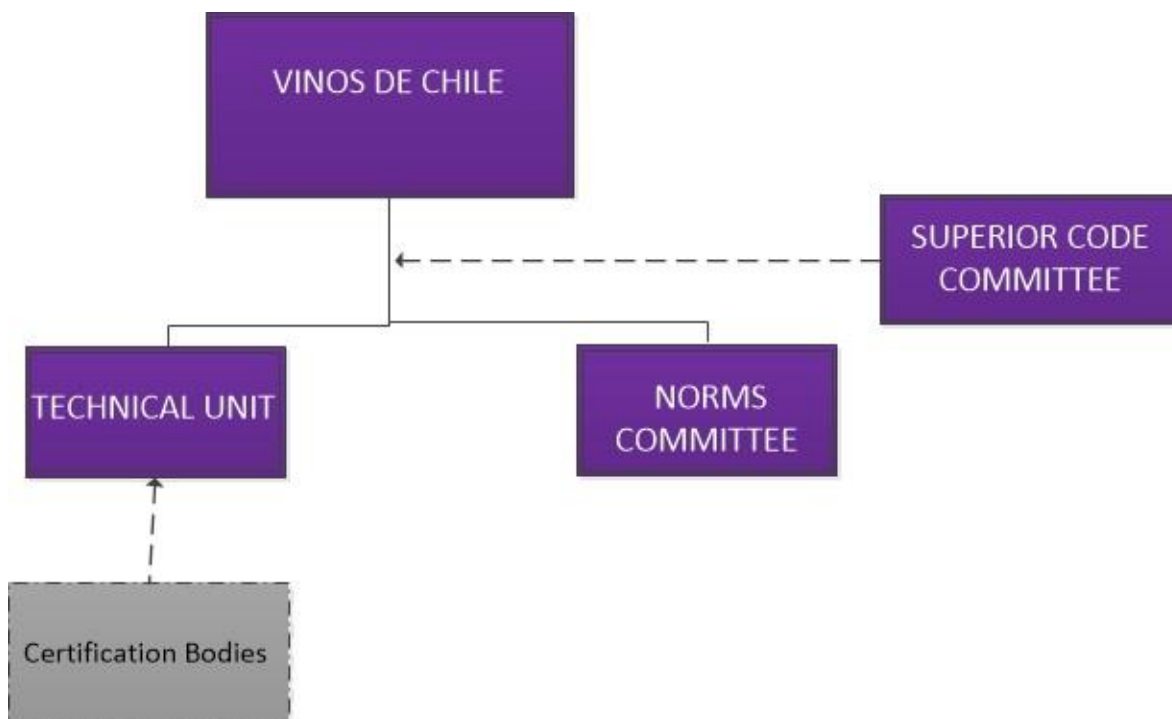 VINOS DE CHILE
SUPERIOR CODE
COMMITTEE
TECHNICAL UNIT
NORMS
COMMITTEE
Certification Bodies